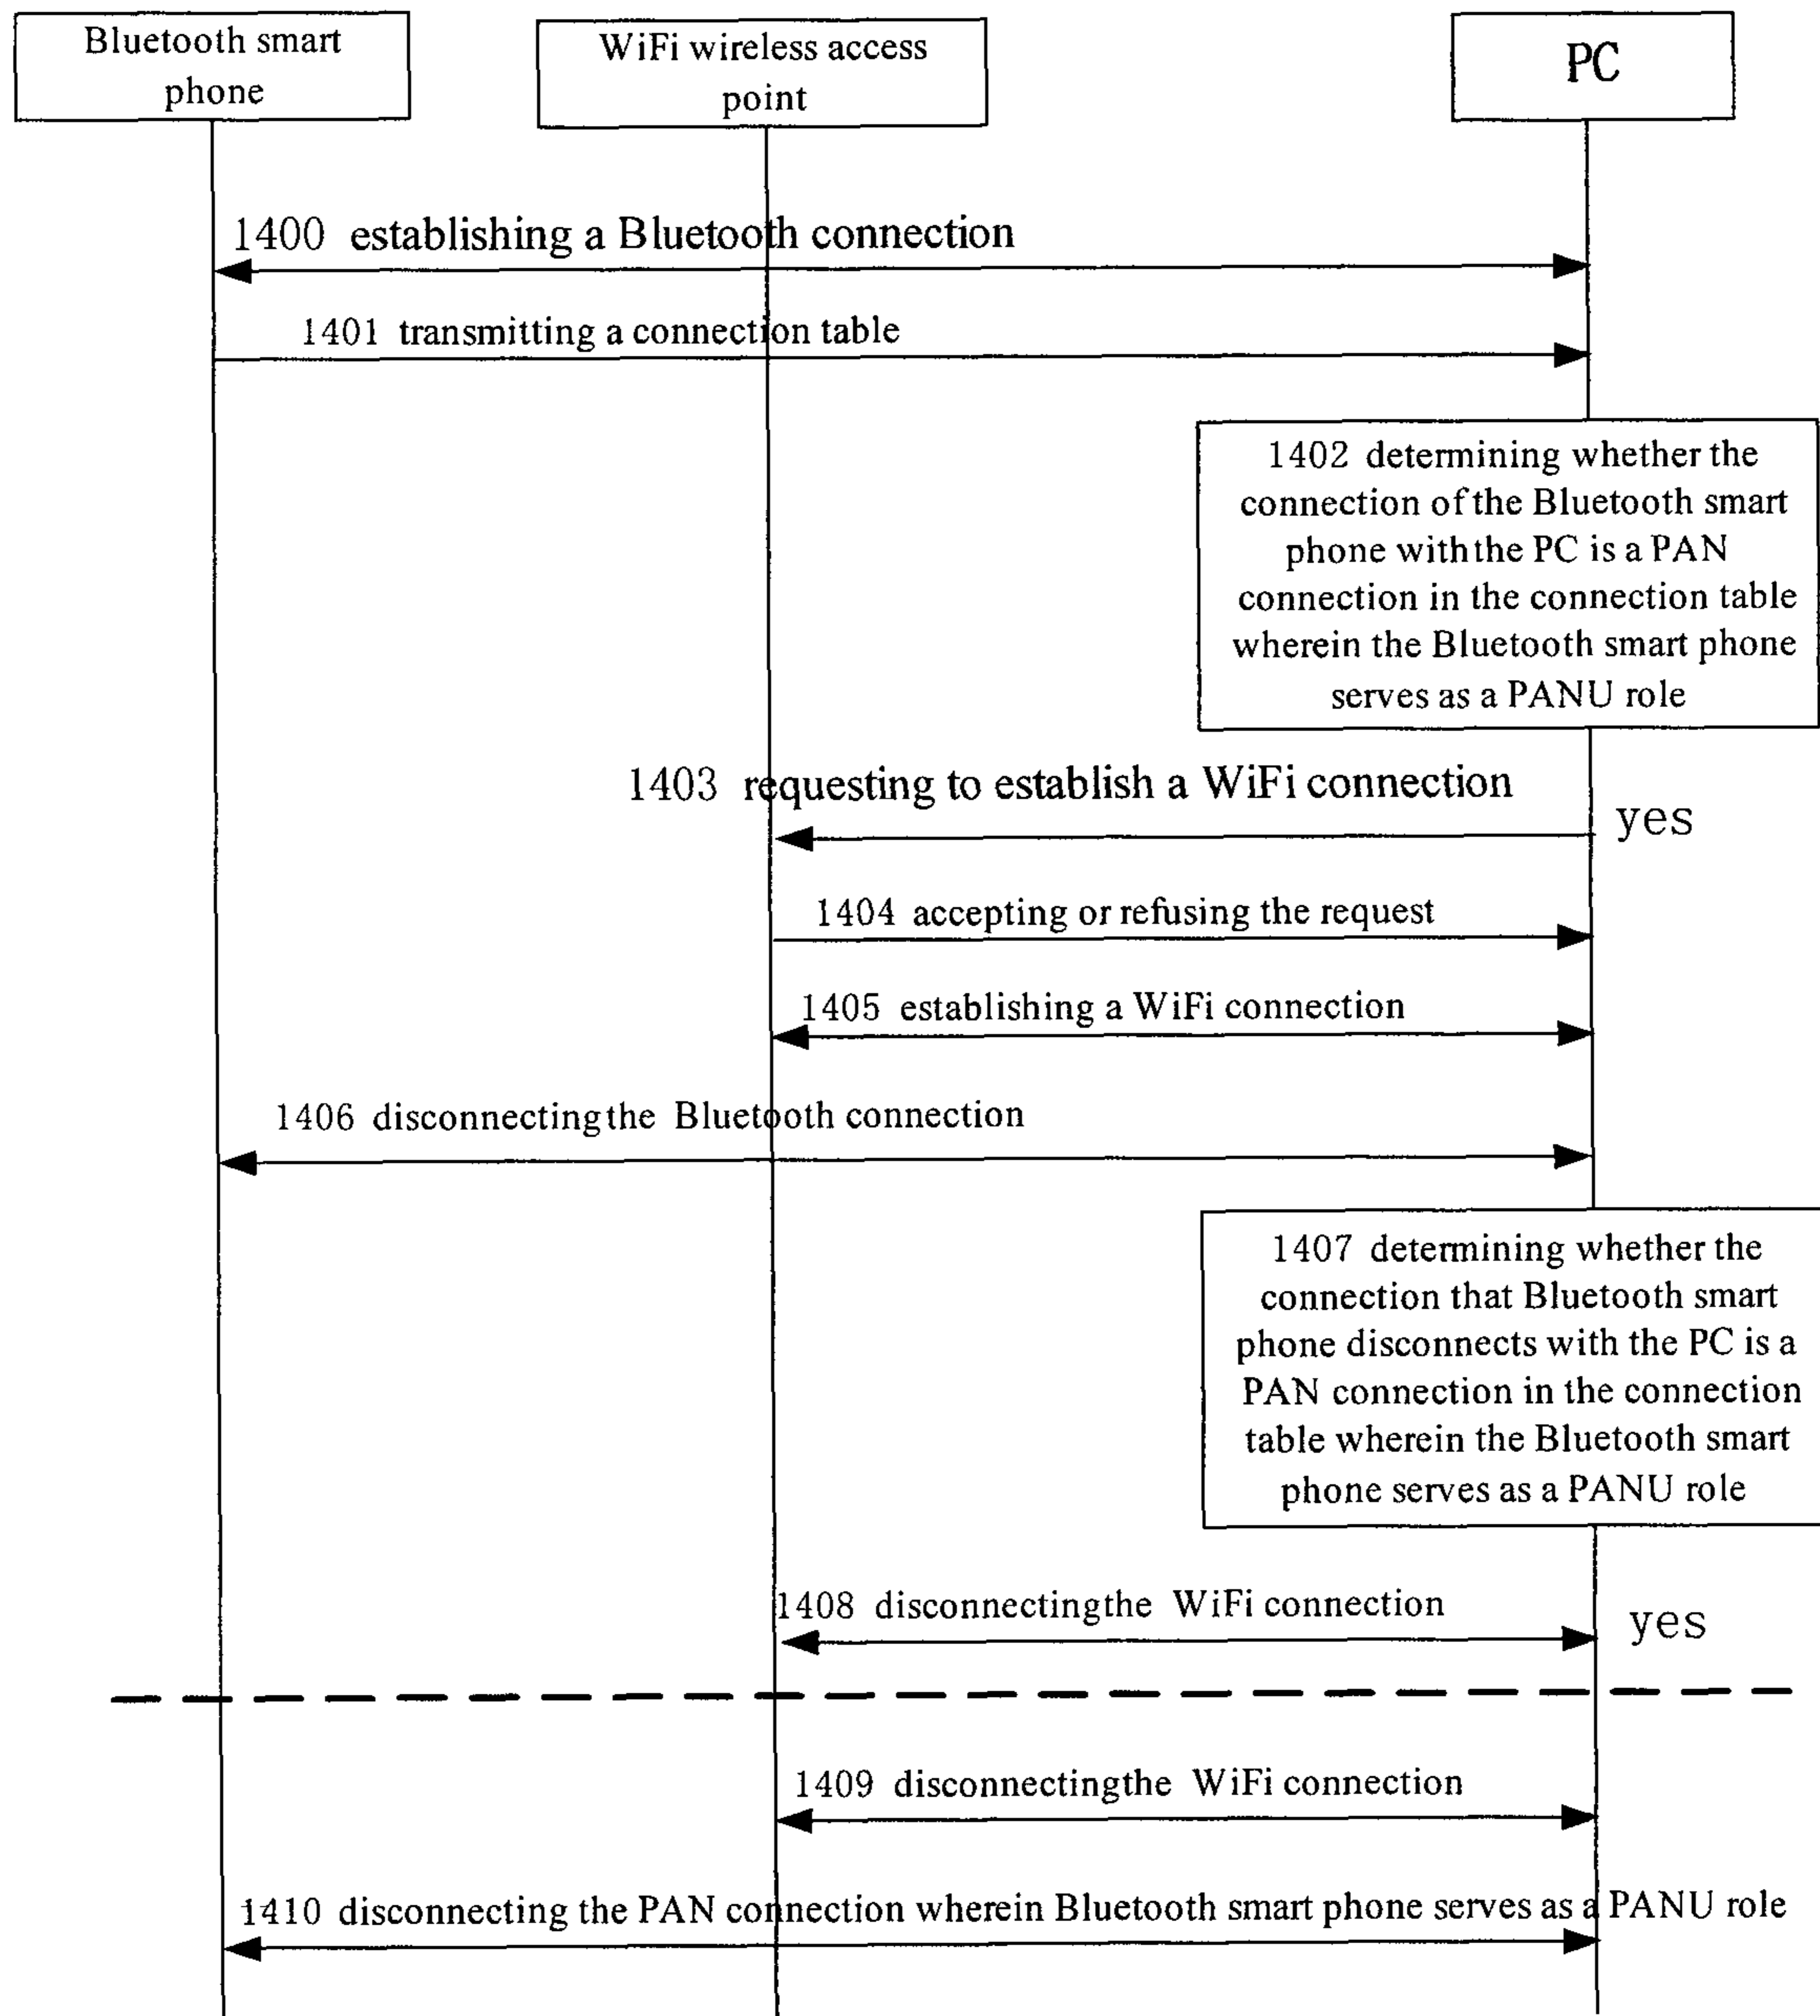 Bluetooth smart
phone
WiFi wireless access
point
PC
1400 establishing a Bluetooth connection
1401 transmitting a connection table
1402 determining whether the
connection of the Bluetooth smart
phone with the PC is a PAN
connection in the connection table
wherein the Bluetooth smart phone
serves as a PANU role
1403 requesting to establish a WiFi connection
yes
1404 accepting or refusing the request
1405 establishing a WiFi connection
1406 disconnecting the Bluetooth connection
1407 determining whether the
connection that Bluetooth smart
phone disconnects with the PC is a
PAN connection in the connection
table wherein the Bluetooth smart
phone serves as a PANU role
1408 disconnecting the WiFi connection
yes
1409 disconnecting the WiFi connection
1410 disconnecting the PAN connection wherein Bluetooth smart phone serves as a PANU role